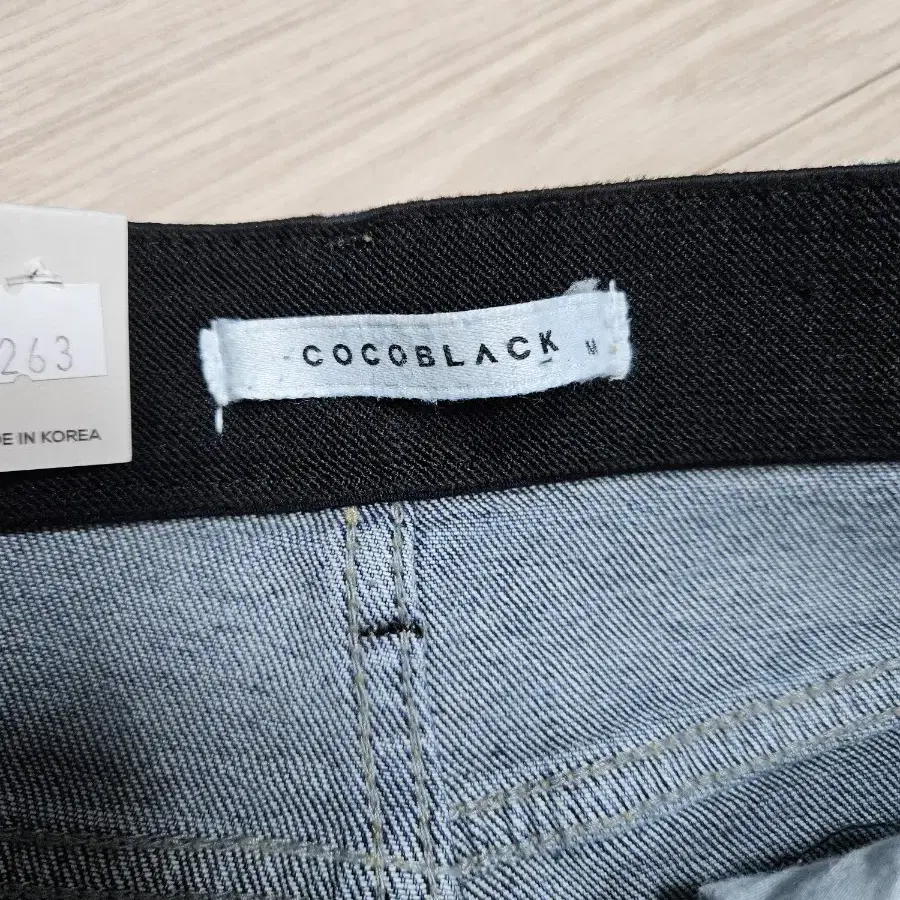 263
DE IN KOREA
COCOBLACK M